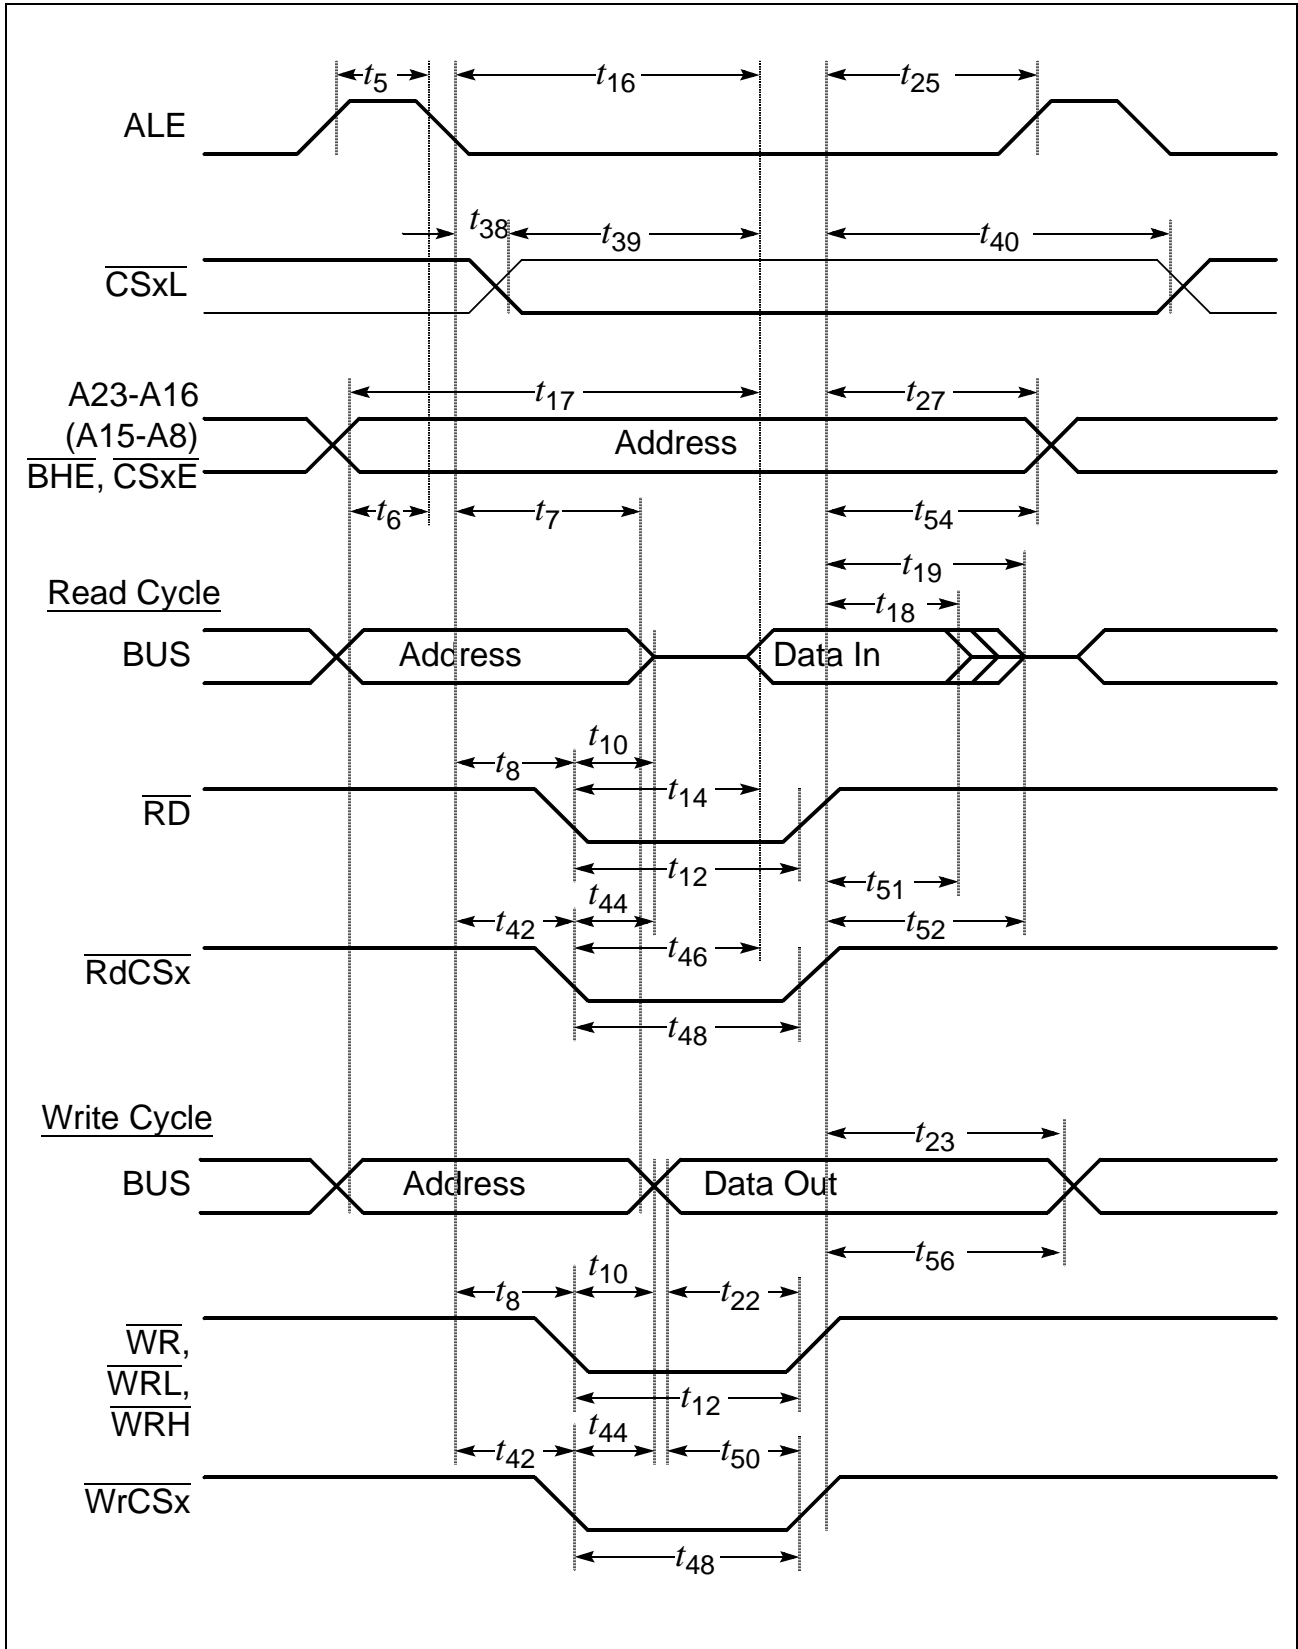 t5 t16 t25
ALE
t38 t39 t40
CSxL
A23-A16
(A15-A8)
BHE, CSxE
t17 t27
Address
t6 t7 t54
t19
Read Cycle
t18
BUS Address Data In
t10
t8
t14
RD
t12
t51
t44
t42 t52
t46
RdCSx
t48
Write Cycle
t23
BUS Address Data Out
t56
t10
t8 t22
WR,
WRL,
WRH
t12
t44
t42 t50
WrCSx
t48